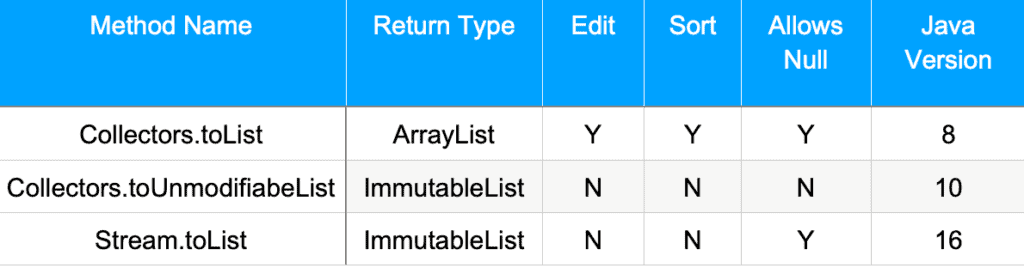 Method Name Return Type Edit Sort Allows Java
Null Version
Collectors.toList ArrayList Y Y Y 8
Collectors.toUnmodifiabeList ImmutableList N N N 10
Stream.toList ImmutableList N N Y 16